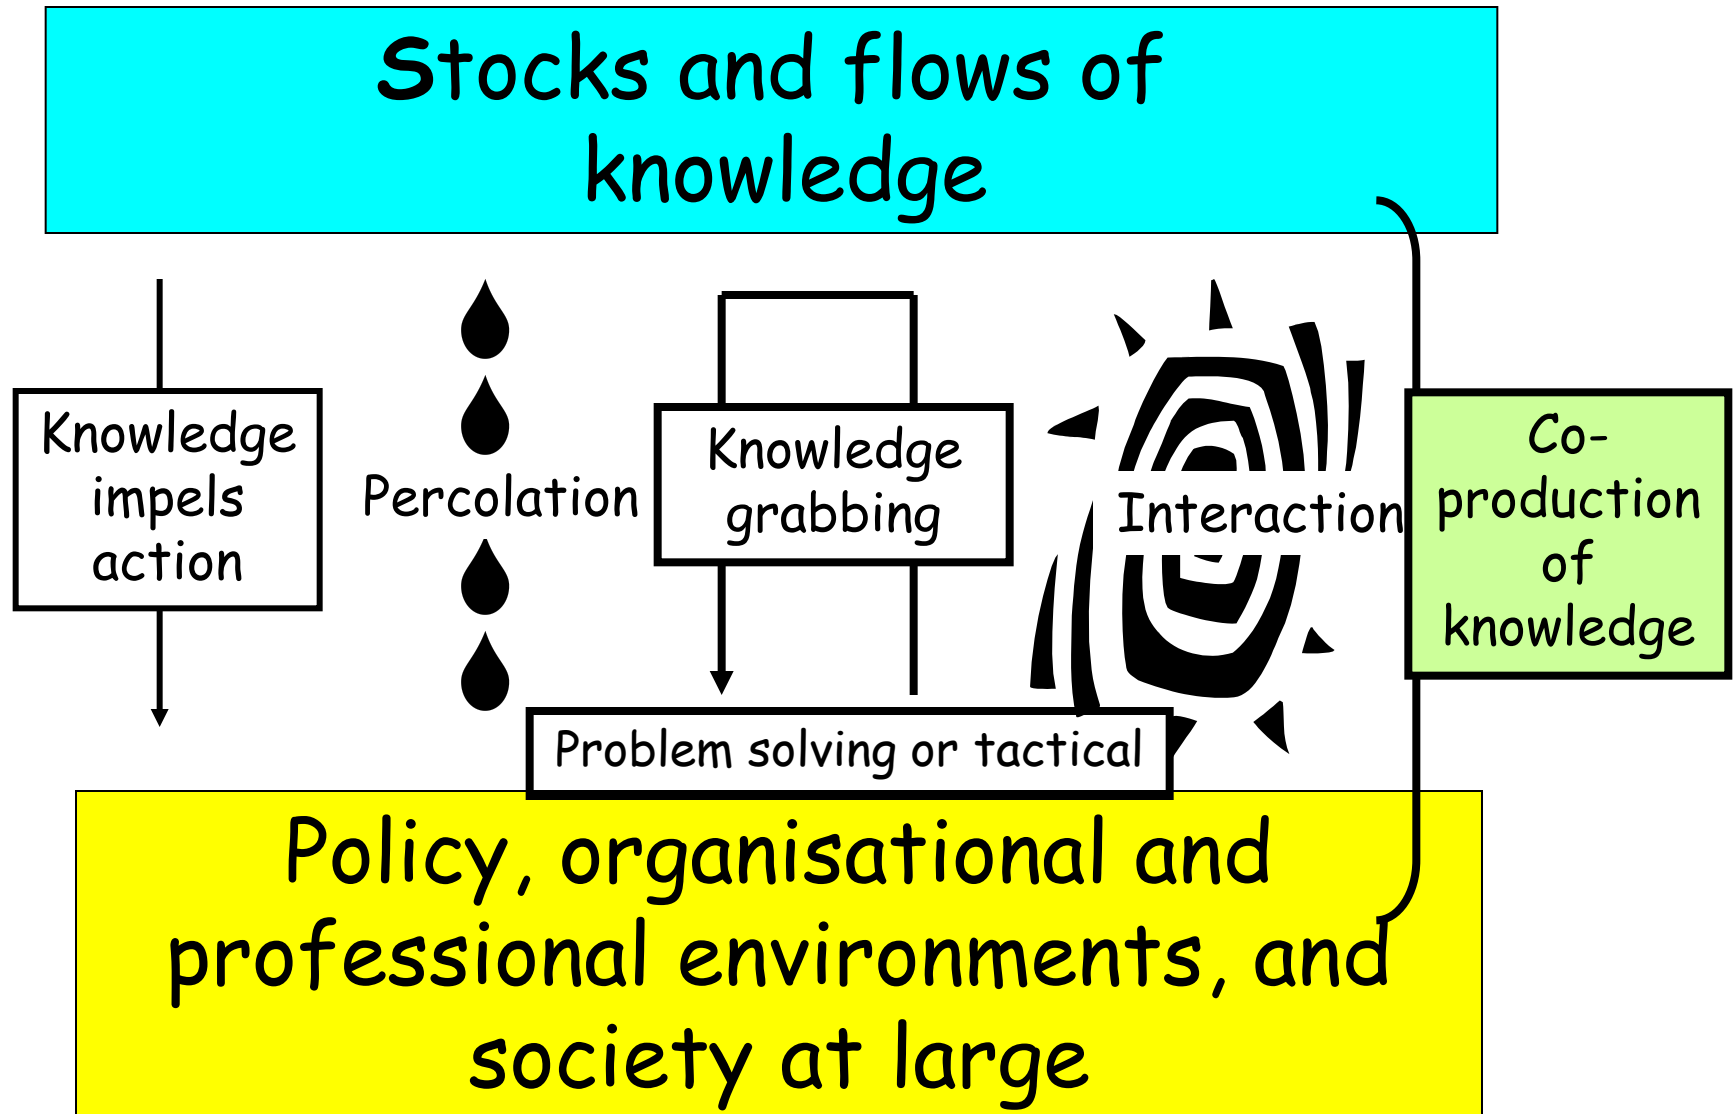 Stocks and flows of
knowledge
Knowledge
impels
action
Percolation
Knowledge
grabbing
Interaction
Co-
production
of
knowledge
Problem solving or tactical
Policy, organisational and
professional environments, and
society at large